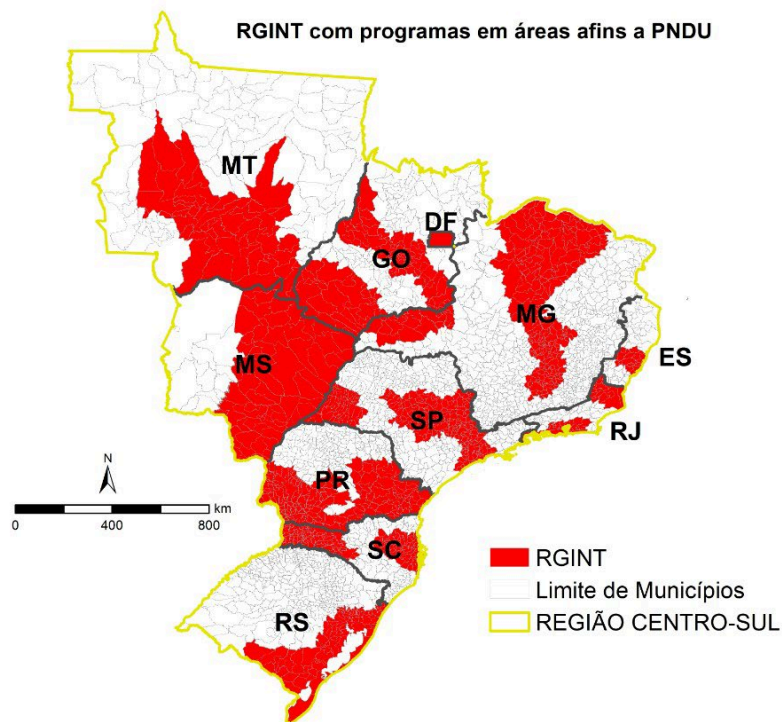 RGINT com programas em áreas afins a PNDU
MT
DF
GO
MG
MS
ES
SP
RJ
PR
SC
RS
N
km
0 400 800
RGINT
Limite de Municípios
REGIÃO CENTRO-SUL